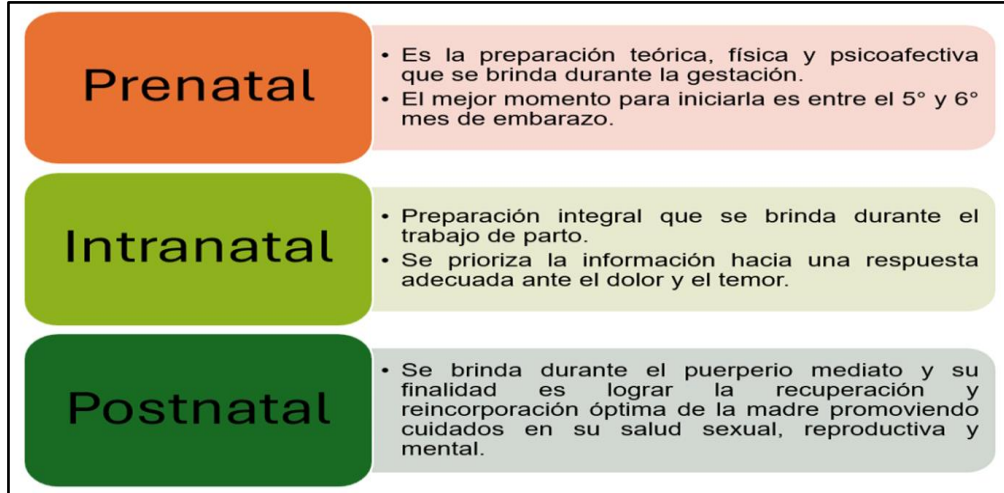 Prenatal
• Es la preparación teórica, física y psicoafectiva
que se brinda durante la gestación.
• El mejor momento para iniciarla es entre el 5° y 6°
mes de embarazo.
Intranatal
• Preparación integral que se brinda durante el
trabajo de parto.
• Se prioriza la información hacia una respuesta
adecuada ante el dolor y el temor.
Postnatal
• Se brinda durante el puerperio mediato y su
finalidad es lograr la recuperación y
reincorporación óptima de la madre promoviendo
cuidados en su salud sexual, reproductiva y
mental.